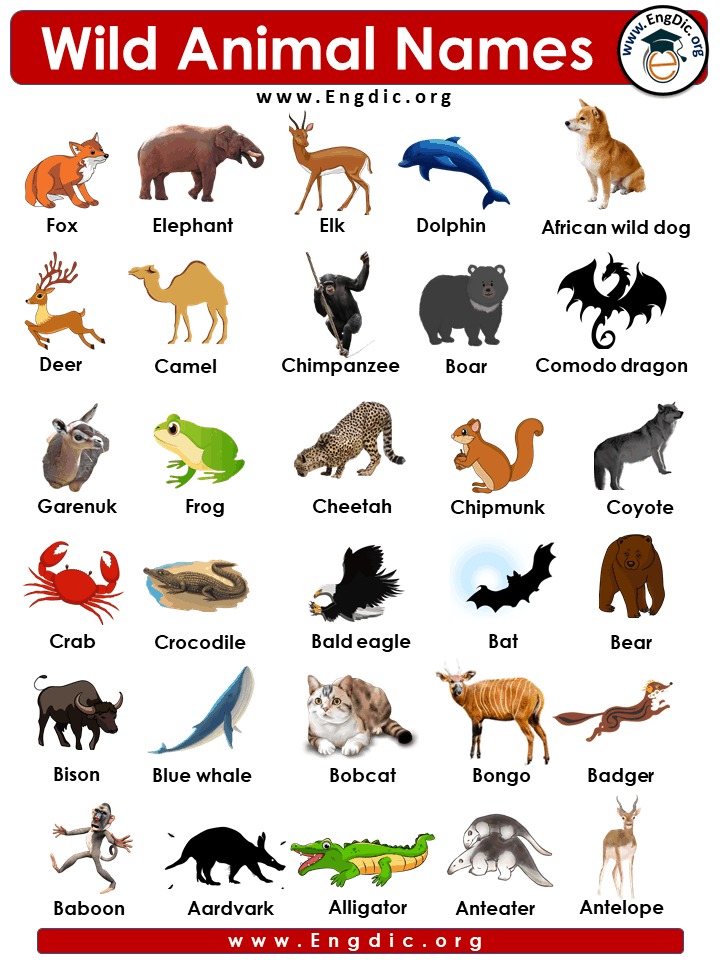 Wild Animal Names
www.EngDic.org
e
www.Engdic.org
Fox Elephant Elk Dolphin African wild dog
Deer Camel Chimpanzee Boar Comodo dragon
Garenuk Frog Cheetah Chipmunk Coyote
Crab Crocodile Bald eagle Bat Bear
Bison Blue whale Bobcat Bongo Badger
Baboon Aardvark Alligator Anteater Antelope
www.Engdic.org